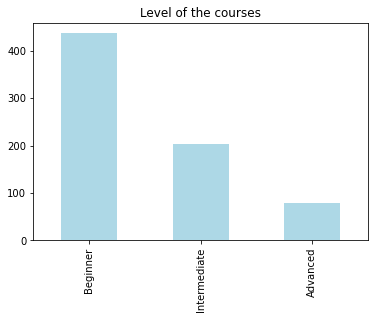 Level of the courses
400
300
200
100
0
Beginner
Intermediate
Advanced